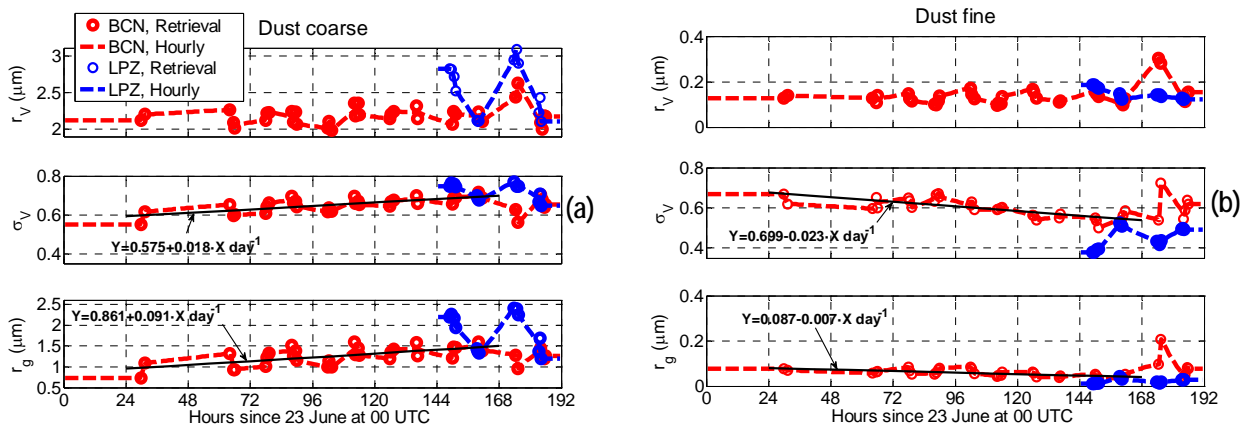 Dust coarse
BCN, Retrieval
BCN, Hourly
LPZ, Retrieval
LPZ, Hourly
r_V (μm)
3
2.5
2
σ_V
0.8
0.6
0.4
0.2
Y=0.575+0.018·X day⁻¹
(a)
r_g (μm)
2.5
2
1.5
1
0.5
Y=0.861+0.091·X day⁻¹
0 24 48 72 96 120 144 168 192
Hours since 23 June at 00 UTC
Dust fine
r_V (μm)
0.4
0.2
0
σ_V
0.8
0.6
0.4
Y=0.699-0.023·X day⁻¹
(b)
r_g (μm)
0.4
0.2
0
Y=0.087-0.007·X day⁻¹
0 24 48 72 96 120 144 168 192
Hours since 23 June at 00 UTC